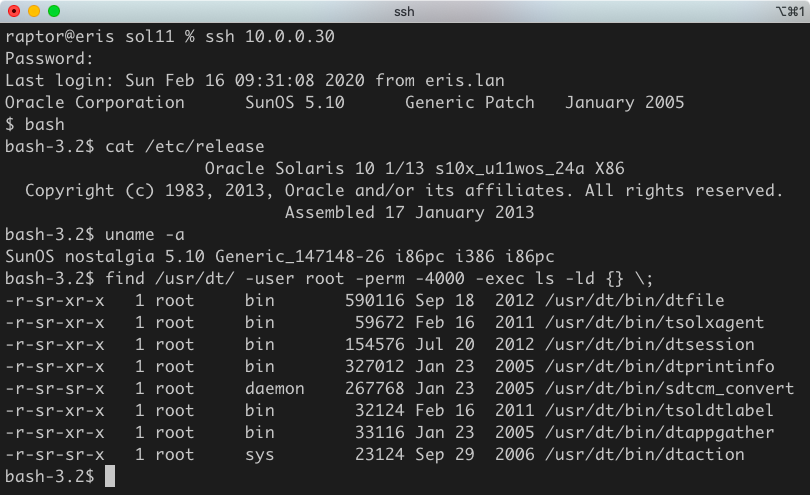 ssh
⌥⌘1
raptor@eris sol11 % ssh 10.0.0.30
Password:
Last login: Sun Feb 16 09:31:08 2020 from eris.lan
Oracle Corporation      SunOS 5.10      Generic Patch   January 2005
$ bash
bash-3.2$ cat /etc/release
                    Oracle Solaris 10 1/13 s10x_u11wos_24a X86
  Copyright (c) 1983, 2013, Oracle and/or its affiliates. All rights reserved.
                            Assembled 17 January 2013
bash-3.2$ uname -a
SunOS nostalgia 5.10 Generic_147148-26 i86pc i386 i86pc
bash-3.2$ find /usr/dt/ -user root -perm -4000 -exec ls -ld {} \;
-r-sr-xr-x   1 root     bin       590116 Sep 18  2012 /usr/dt/bin/dtfile
-r-sr-xr-x   1 root     bin        59672 Feb 16  2011 /usr/dt/bin/tsolxagent
-r-sr-xr-x   1 root     bin       154576 Jul 20  2012 /usr/dt/bin/dtsession
-r-sr-xr-x   1 root     bin       327012 Jan 23  2005 /usr/dt/bin/dtprintinfo
-r-sr-sr-x   1 root     daemon    267768 Jan 23  2005 /usr/dt/bin/sdtcm_convert
-r-sr-xr-x   1 root     bin        32124 Feb 16  2011 /usr/dt/bin/tsoldtlabel
-r-sr-xr-x   1 root     bin        33116 Jan 23  2005 /usr/dt/bin/dtappgather
-r-sr-xr-x   1 root     sys        23124 Sep 29  2006 /usr/dt/bin/dtaction
bash-3.2$